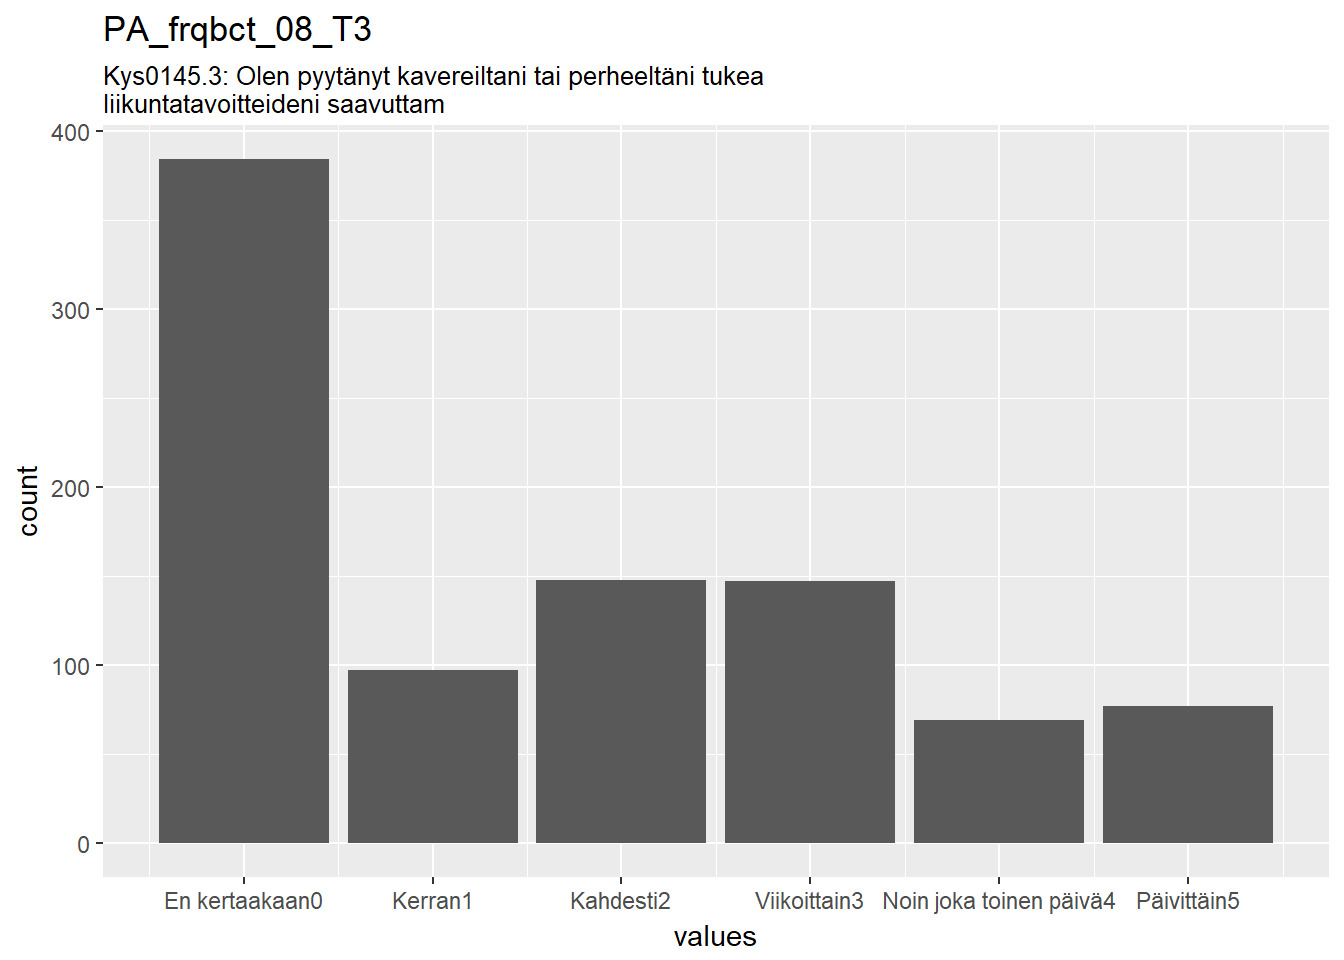 PA_frqbct_08_T3
Kys0145.3: Olen pyytänyt kavereiltani tai perheeltäni tukea
liikuntatavoitteideni saavuttam
400
300
200
100
0
count
En kertaakaan0 Kerran1 Kahdesti2 Viikoittain3 Noin joka toinen päivä4 Päivittäin5
values